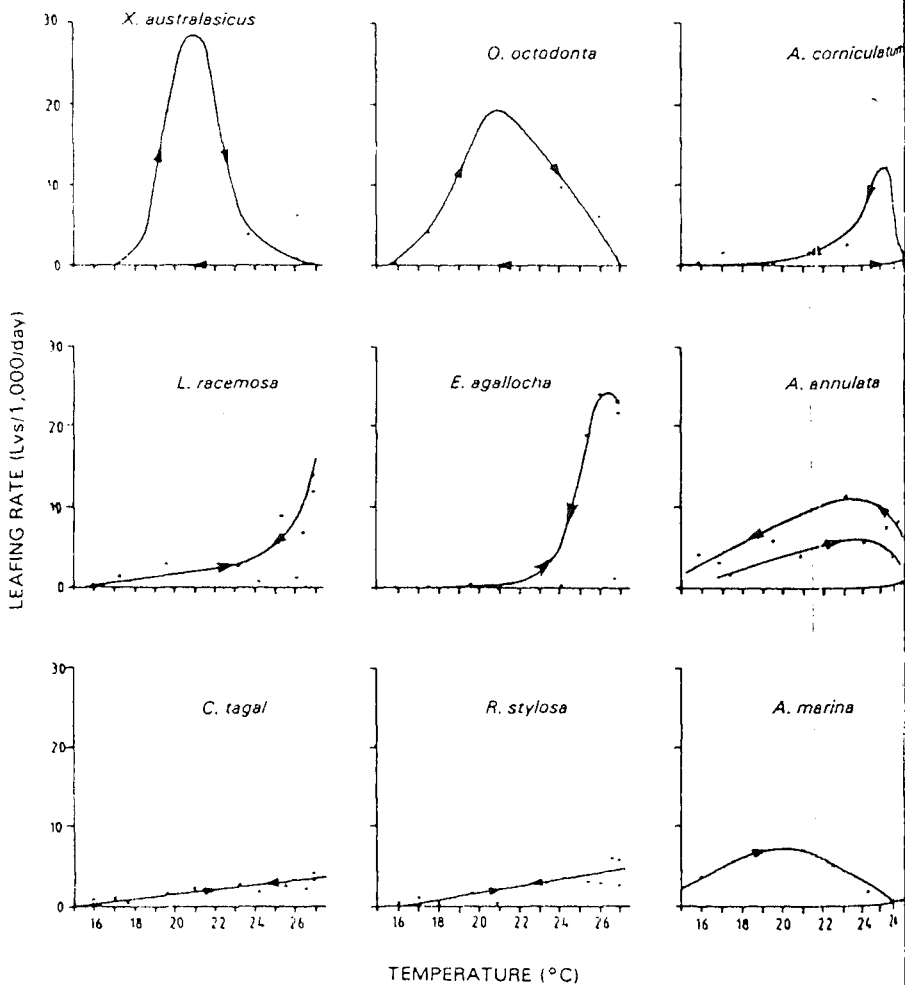 X. australasicus
O. octodonta
A. corniculatum
30
20
10
0
L. racemosa
E. agallocha
A. annulata
30
20
10
0
C. tagal
R. stylosa
A. marina
30
20
10
0
16 18 20 22 24 26
16 18 20 22 24 26
16 18 20 22 24 26
LEAFING RATE (Lvs/1,000/day)
TEMPERATURE (°C)